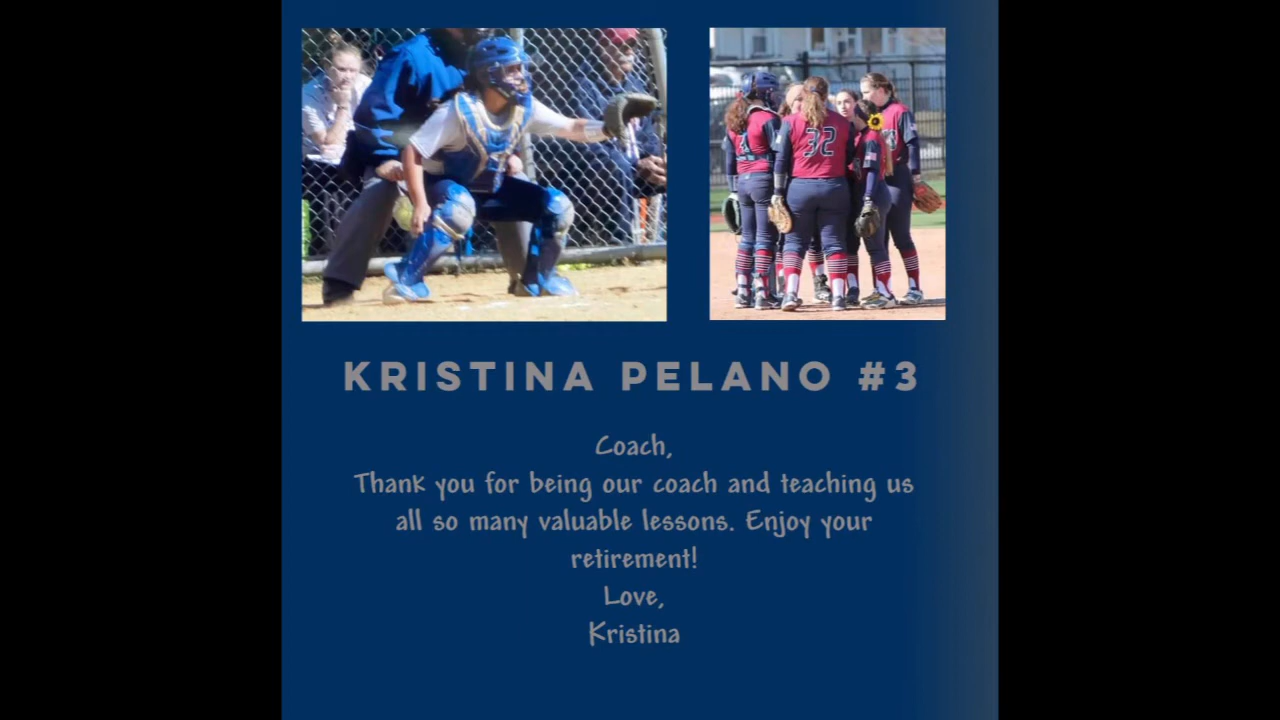 32
KRISTINA PELANO #3
Coach,
Thank you for being our coach and teaching us
all so many valuable lessons. Enjoy your
retirement!
Love,
Kristina